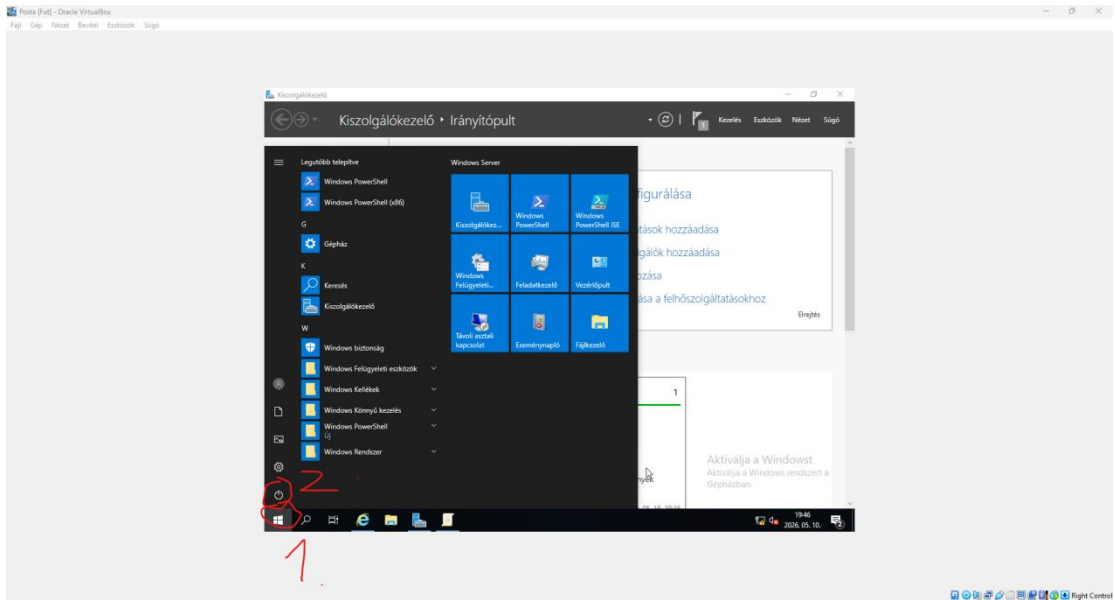 Posta [Fut] - Oracle VirtualBox
Fájl Gép Nézet Bevitel Eszközök Súgó
Kiszolgálókezelő
Kiszolgálókezelő Irányítópult
1
Kezelés Eszközök Nézet Súgó
Legutóbb telepítve
Windows PowerShell
Windows PowerShell (x86)
G
Gépház
K
Keresés
Kiszolgálókezelő
W
Windows biztonság
Windows Felügyeleti eszközök
Windows Kellékek
Windows Könnyű kezelés
Windows PowerShell
Új
Windows Rendszer
Windows Server
Kiszolgálókez...
Windows
PowerShell
Windows
PowerShell ISE
Windows
Felügyeleti...
Feladatkezelő
Vezérlőpult
Távoli asztali
kapcsolat
Eseménynapló
Fájlkezelő
figurálása
tások hozzáadása
gálók hozzáadása
ozása
ása a felhőszolgáltatásokhoz
Elrejtés
1
nyek
Aktiválja a Windowst
Aktiválja a Windows rendszert a
Gépházban.
2
1.
19:46
2026. 05. 10.
2
Right Control